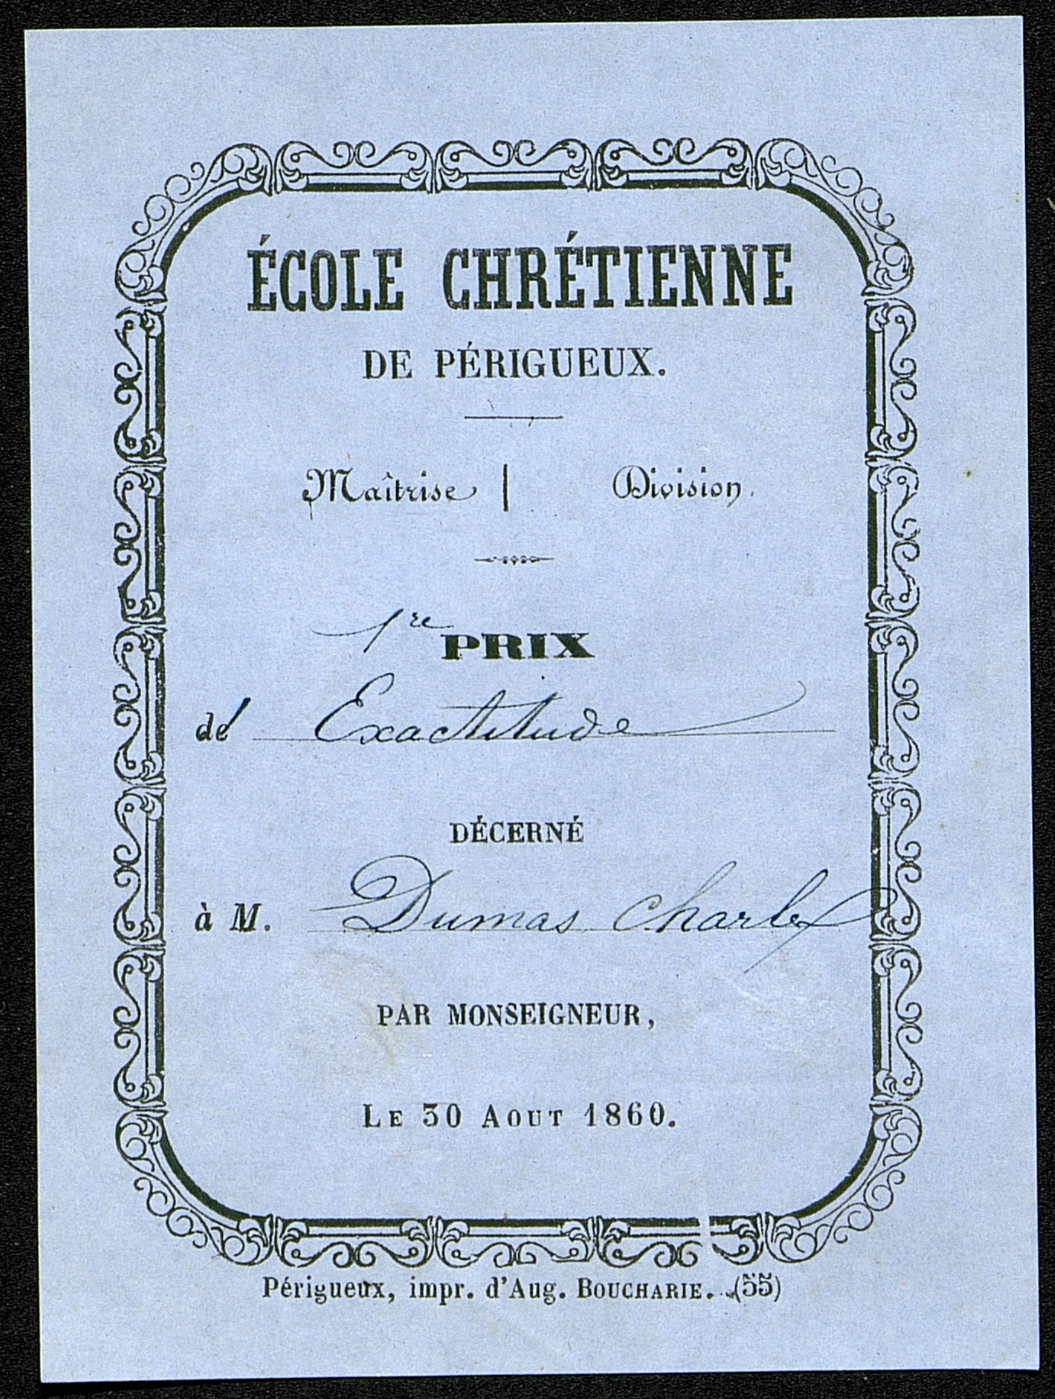 ÉCOLE CHRÉTIENNE
DE PÉRIGUEUX.
Maîtrise | Division.
1re PRIX
d' Exactitude
DÉCERNÉ
à M. Dumas Charles
PAR MONSEIGNEUR,
LE 30 AOUT 1860.
Périgueux, impr. d'Aug. BOUCHARIE. (55)